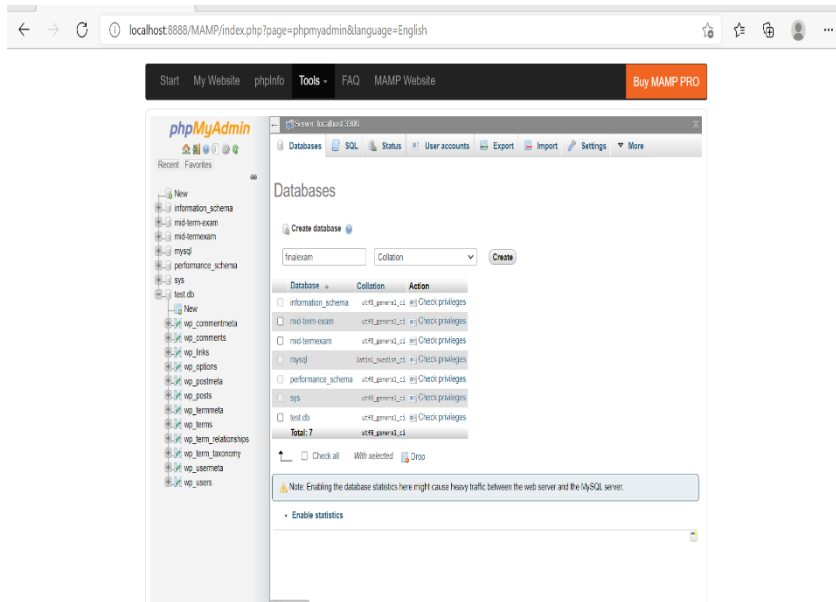 localhost:8888/MAMP/index.php?page=phpmyadmin&language=English
Start My Website phpInfo Tools FAQ MAMP Website Buy MAMP PRO
phpMyAdmin
Recent Favorites
New
information_schema
mid-term-exam
mid-termexam
mysql
performance_schema
sys
test.db
New
wp_commentmeta
wp_comments
wp_links
wp_options
wp_postmeta
wp_posts
wp_termmeta
wp_terms
wp_term_relationships
wp_term_taxonomy
wp_usermeta
wp_users
Server: localhost:3306
Databases SQL Status User accounts Export Import Settings More
Databases
Create database
finalexam Collation Create
Database Collation Action
information_schema utf8_general_ci Check privileges
mid-term-exam utf8_general_ci Check privileges
mid-termexam utf8_general_ci Check privileges
mysql latin1_swedish_ci Check privileges
performance_schema utf8_general_ci Check privileges
sys utf8_general_ci Check privileges
test.db utf8_general_ci Check privileges
Total: 7 utf8_general_ci
Check all With selected: Drop
Note: Enabling the database statistics here might cause heavy traffic between the web server and the MySQL server.
Enable statistics